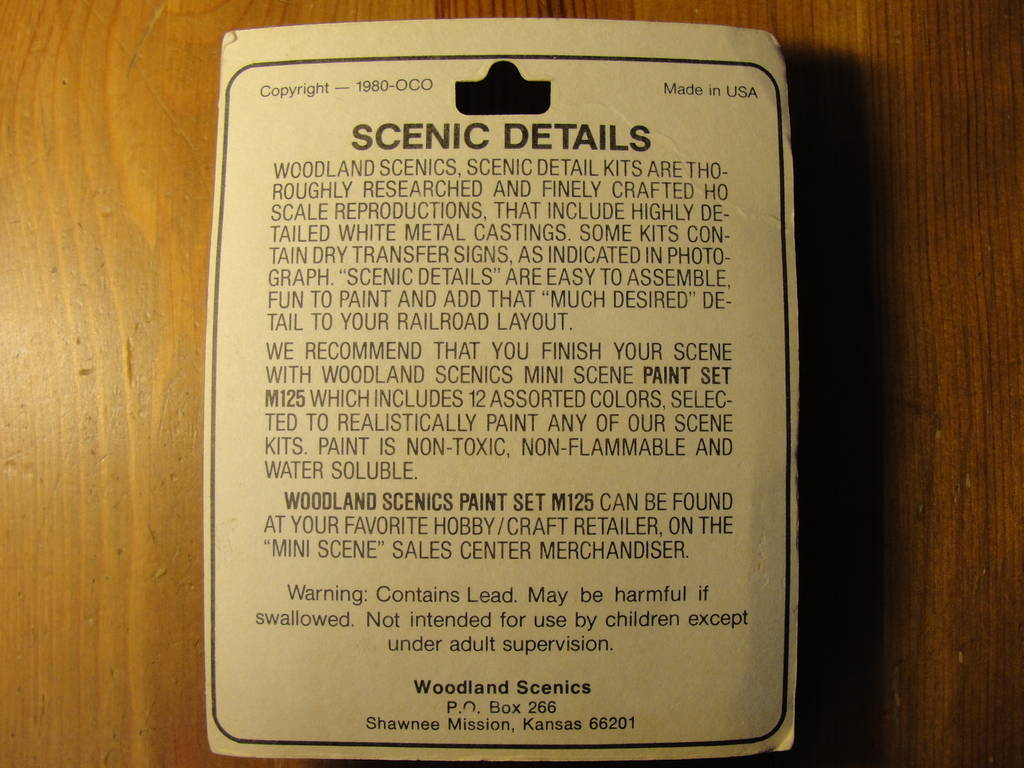 Copyright — 1980-OCO
Made in USA
SCENIC DETAILS
WOODLAND SCENICS, SCENIC DETAIL KITS ARE THO-
ROUGHLY RESEARCHED AND FINELY CRAFTED HO
SCALE REPRODUCTIONS, THAT INCLUDE HIGHLY DE-
TAILED WHITE METAL CASTINGS. SOME KITS CON-
TAIN DRY TRANSFER SIGNS, AS INDICATED IN PHOTO-
GRAPH. “SCENIC DETAILS” ARE EASY TO ASSEMBLE,
FUN TO PAINT AND ADD THAT “MUCH DESIRED” DE-
TAIL TO YOUR RAILROAD LAYOUT.
WE RECOMMEND THAT YOU FINISH YOUR SCENE
WITH WOODLAND SCENICS MINI SCENE PAINT SET
M125 WHICH INCLUDES 12 ASSORTED COLORS, SELEC-
TED TO REALISTICALLY PAINT ANY OF OUR SCENE
KITS. PAINT IS NON-TOXIC, NON-FLAMMABLE AND
WATER SOLUBLE.
WOODLAND SCENICS PAINT SET M125 CAN BE FOUND
AT YOUR FAVORITE HOBBY/CRAFT RETAILER, ON THE
“MINI SCENE” SALES CENTER MERCHANDISER.
Warning: Contains Lead. May be harmful if
swallowed. Not intended for use by children except
under adult supervision.
Woodland Scenics
P.O. Box 266
Shawnee Mission, Kansas 66201